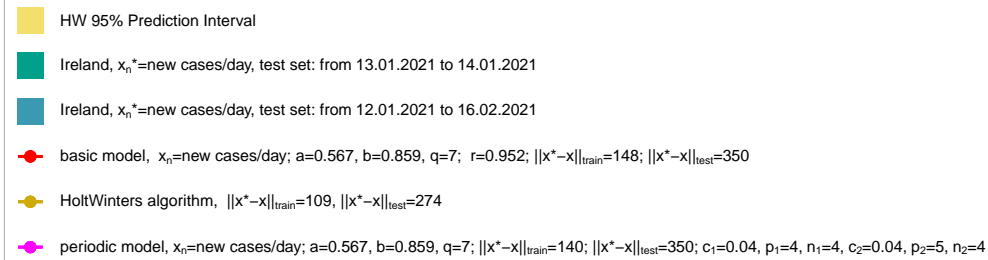 HW 95% Prediction Interval
Ireland, xₙ*=new cases/day, test set: from 13.01.2021 to 14.01.2021
Ireland, xₙ*=new cases/day, test set: from 12.01.2021 to 16.02.2021
basic model, xₙ=new cases/day; a=0.567, b=0.859, q=7; r=0.952; ||x*−x||train=148; ||x*−x||test=350
HoltWinters algorithm, ||x*−x||train=109, ||x*−x||test=274
periodic model, xₙ=new cases/day; a=0.567, b=0.859, q=7; ||x*−x||train=140; ||x*−x||test=350; c₁=0.04, p₁=4, n₁=4, c₂=0.04, p₂=5, n₂=4